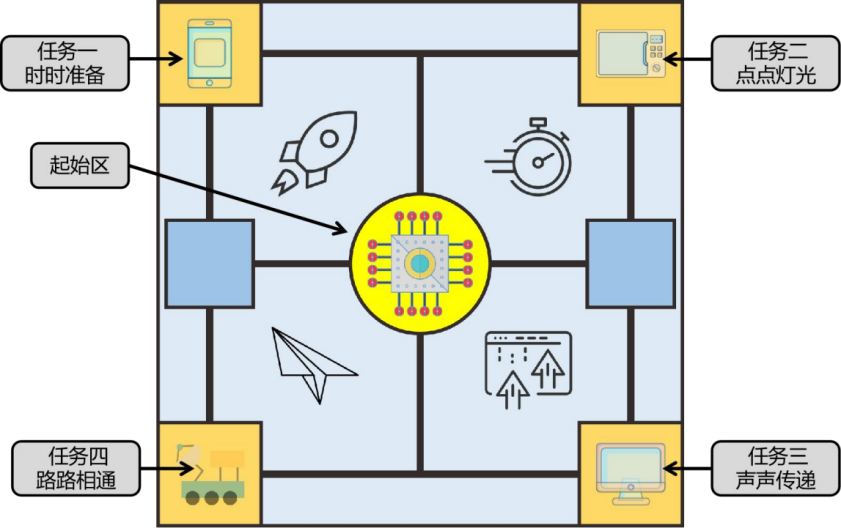 任务一
时时准备
任务二
点点灯光
起始区
任务四
路路相通
任务三
声声传递